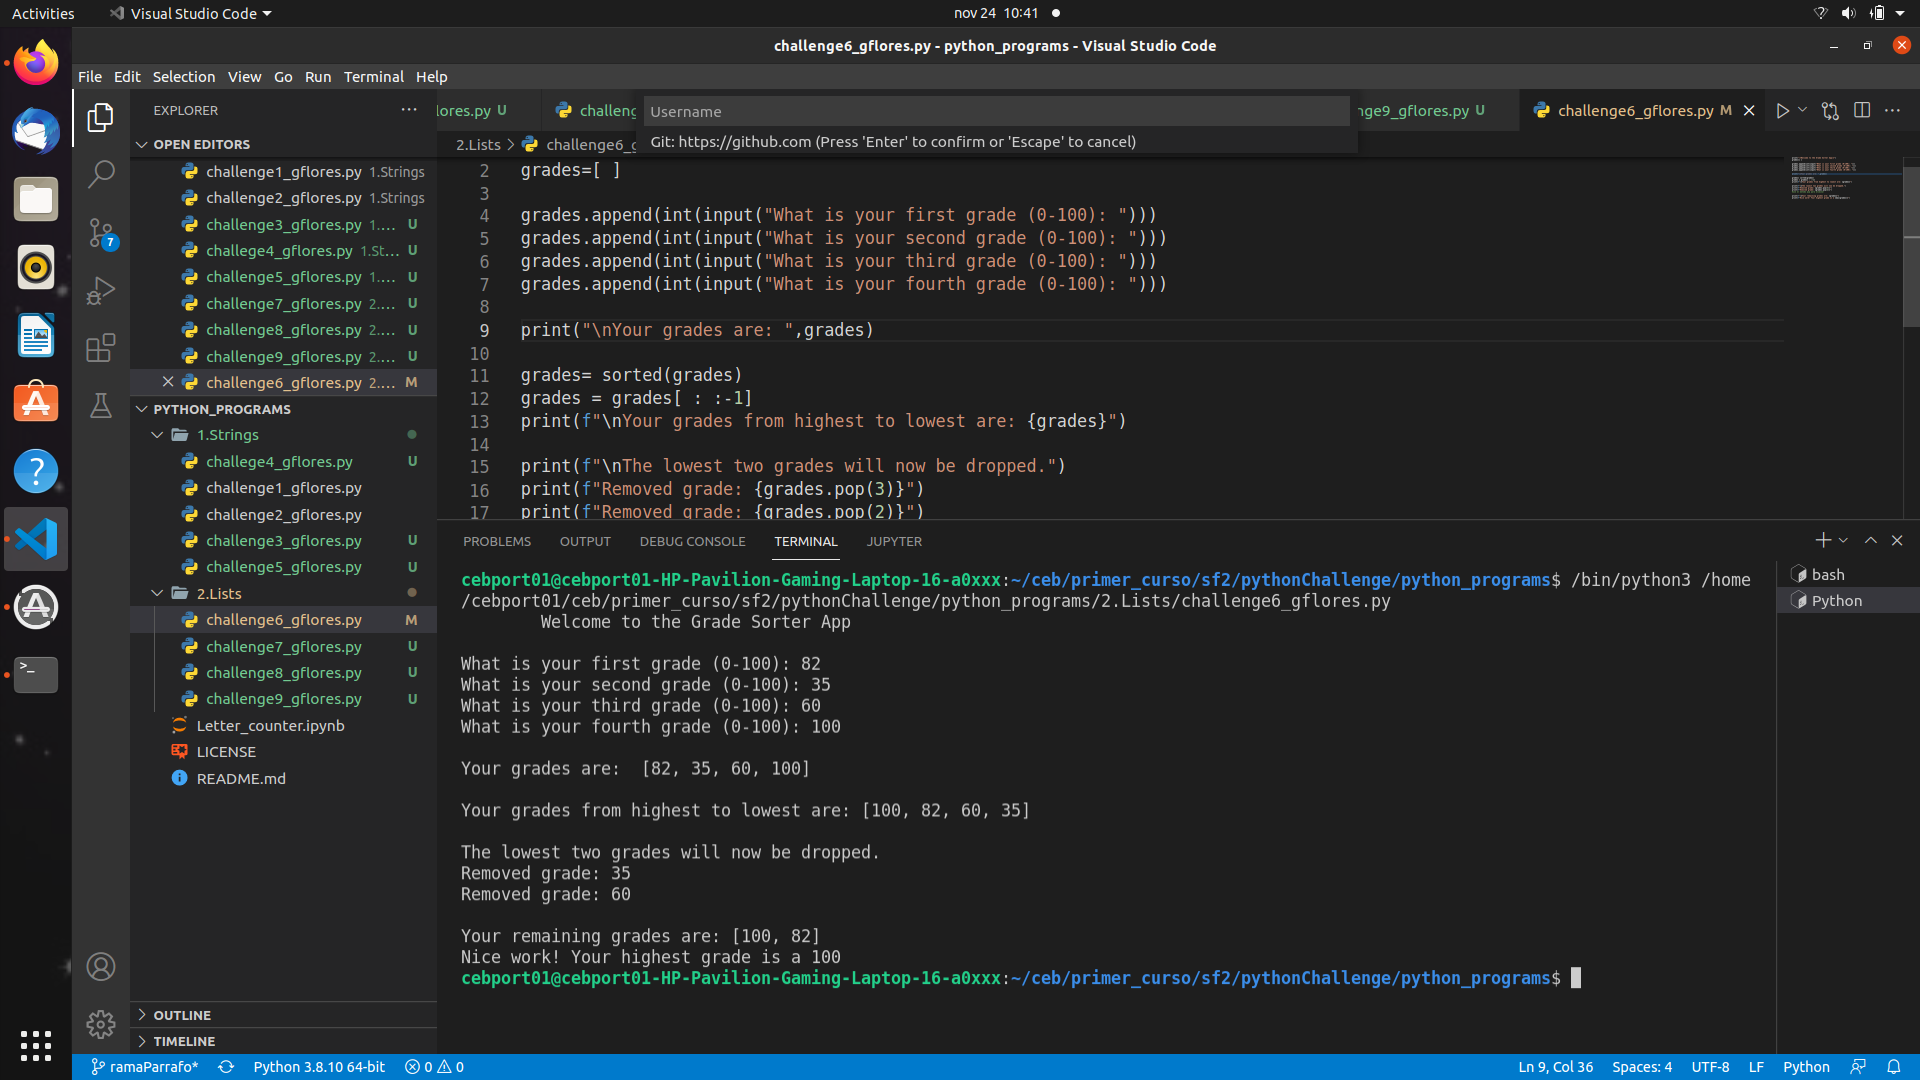 Activities
Visual Studio Code
nov 24 10:41
challenge6_gflores.py - python_programs - Visual Studio Code
File Edit Selection View Go Run Terminal Help
EXPLORER
lores.py U
challeng
Username
nge9_gflores.py U
challenge6_gflores.py M
Git: https://github.com (Press 'Enter' to confirm or 'Escape' to cancel)
2.Lists > challenge6_g
OPEN EDITORS
challenge1_gflores.py 1.Strings
challenge2_gflores.py 1.Strings
challenge3_gflores.py 1.... U
challege4_gflores.py 1.St... U
challenge5_gflores.py 1.... U
challenge7_gflores.py 2.... U
challenge8_gflores.py 2.... U
challenge9_gflores.py 2.... U
challenge6_gflores.py 2.... M
7
PYTHON_PROGRAMS
1.Strings
challege4_gflores.py U
challenge1_gflores.py
challenge2_gflores.py
challenge3_gflores.py U
challenge5_gflores.py U
2.Lists
challenge6_gflores.py M
challenge7_gflores.py U
challenge8_gflores.py U
challenge9_gflores.py U
Letter_counter.ipynb
LICENSE
README.md
OUTLINE
TIMELINE
2 grades=[ ]
3
4 grades.append(int(input("What is your first grade (0-100): ")))
5 grades.append(int(input("What is your second grade (0-100): ")))
6 grades.append(int(input("What is your third grade (0-100): ")))
7 grades.append(int(input("What is your fourth grade (0-100): ")))
8
9 print("\nYour grades are: ",grades)
10
11 grades= sorted(grades)
12 grades = grades[ : :-1]
13 print(f"\nYour grades from highest to lowest are: {grades}")
14
15 print(f"\nThe lowest two grades will now be dropped.")
16 print(f"Removed grade: {grades.pop(3)}")
17 print(f"Removed grade: {grades.pop(2)}")
PROBLEMS OUTPUT DEBUG CONSOLE TERMINAL JUPYTER
cebport01@cebport01-HP-Pavilion-Gaming-Laptop-16-a0xxx:~/ceb/primer_curso/sf2/pythonChallenge/python_programs$ /bin/python3 /home
/cebport01/ceb/primer_curso/sf2/pythonChallenge/python_programs/2.Lists/challenge6_gflores.py
Welcome to the Grade Sorter App
What is your first grade (0-100): 82
What is your second grade (0-100): 35
What is your third grade (0-100): 60
What is your fourth grade (0-100): 100
Your grades are:  [82, 35, 60, 100]
Your grades from highest to lowest are: [100, 82, 60, 35]
The lowest two grades will now be dropped.
Removed grade: 35
Removed grade: 60
Your remaining grades are: [100, 82]
Nice work! Your highest grade is a 100
cebport01@cebport01-HP-Pavilion-Gaming-Laptop-16-a0xxx:~/ceb/primer_curso/sf2/pythonChallenge/python_programs$
bash
Python
ramaParrafo* Python 3.8.10 64-bit 0 0
Ln 9, Col 36 Spaces: 4 UTF-8 LF Python